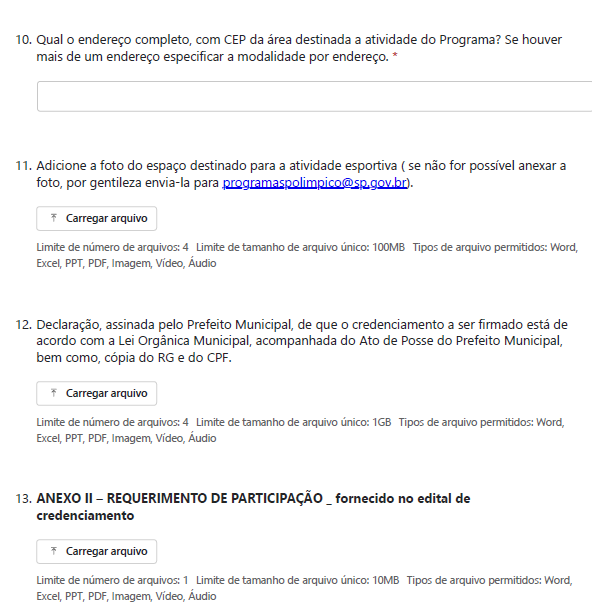 10. Qual o endereço completo, com CEP da área destinada a atividade do Programa? Se houver
mais de um endereço especificar a modalidade por endereço. *
11. Adicione a foto do espaço destinado para a atividade esportiva ( se não for possível anexar a
foto, por gentileza envia-la para programaspolimpico@sp.gov.br).
Carregar arquivo
Limite de número de arquivos: 4 Limite de tamanho de arquivo único: 100MB Tipos de arquivo permitidos: Word,
Excel, PPT, PDF, Imagem, Vídeo, Áudio
12. Declaração, assinada pelo Prefeito Municipal, de que o credenciamento a ser firmado está de
acordo com a Lei Orgânica Municipal, acompanhada do Ato de Posse do Prefeito Municipal,
bem como, cópia do RG e do CPF.
Carregar arquivo
Limite de número de arquivos: 4 Limite de tamanho de arquivo único: 1GB Tipos de arquivo permitidos: Word,
Excel, PPT, PDF, Imagem, Vídeo, Áudio
13. ANEXO II – REQUERIMENTO DE PARTICIPAÇÃO _ fornecido no edital de
credenciamento
Carregar arquivo
Limite de número de arquivos: 1 Limite de tamanho de arquivo único: 10MB Tipos de arquivo permitidos: Word,
Excel, PPT, PDF, Imagem, Vídeo, Áudio